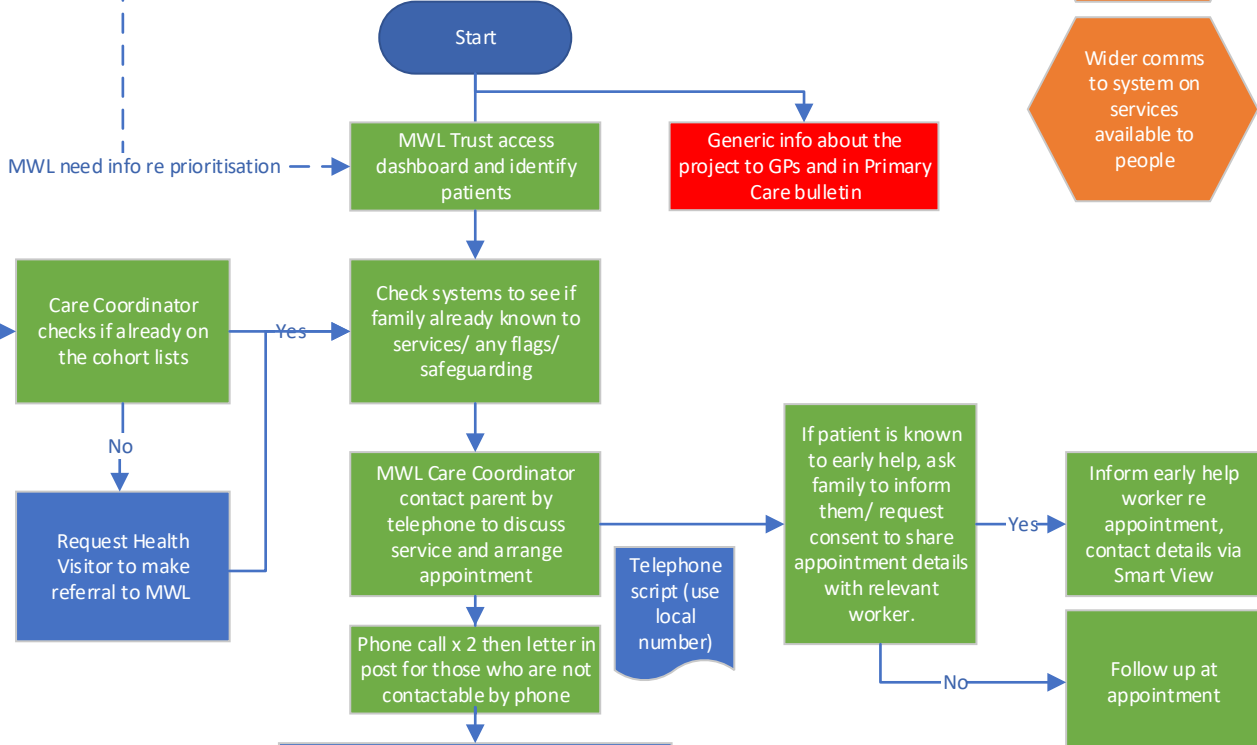 Start
Wider comms
to system on
services
available to
people
MWL need info re prioritisation
MWL Trust access
dashboard and identify
patients
Generic info about the
project to GPs and in Primary
Care bulletin
Care Coordinator
checks if already on
the cohort lists
Yes
Check systems to see if
family already known to
services/ any flags/
safeguarding
No
Request Health
Visitor to make
referral to MWL
MWL Care Coordinator
contact parent by
telephone to discuss
service and arrange
appointment
Telephone
script (use
local
number)
If patient is known
to early help, ask
family to inform
them/ request
consent to share
appointment details
with relevant
worker.
Yes
Inform early help
worker re
appointment,
contact details via
Smart View
Phone call x 2 then letter in
post for those who are not
contactable by phone
No
Follow up at
appointment